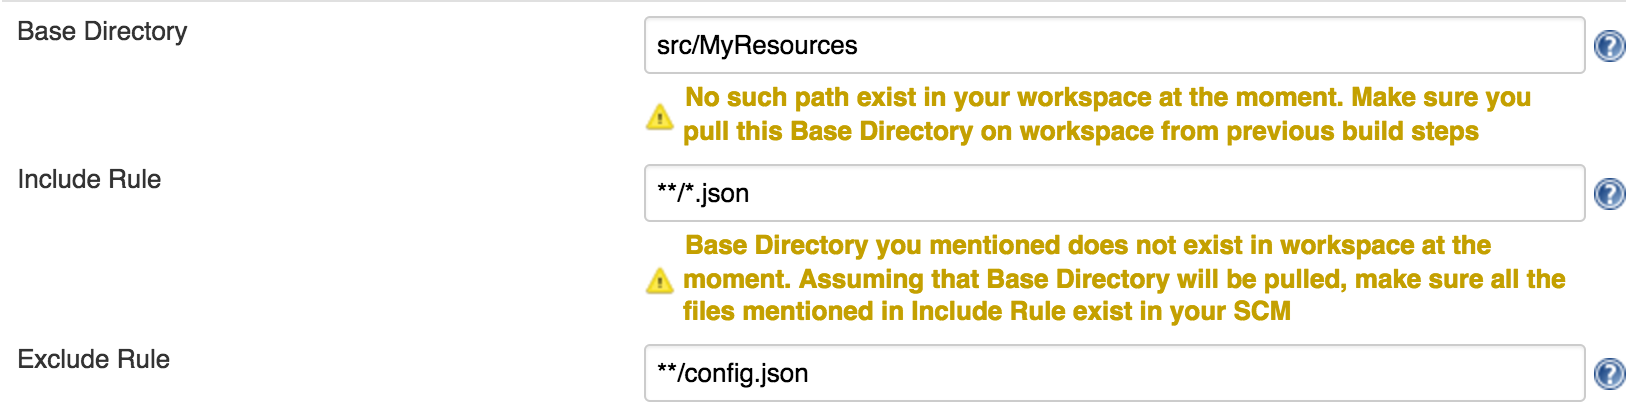 Base Directory
src/MyResources
No such path exist in your workspace at the moment. Make sure you
pull this Base Directory on workspace from previous build steps
Include Rule
**/*.json
Base Directory you mentioned does not exist in workspace at the
moment. Assuming that Base Directory will be pulled, make sure all the
files mentioned in Include Rule exist in your SCM
Exclude Rule
**/config.json